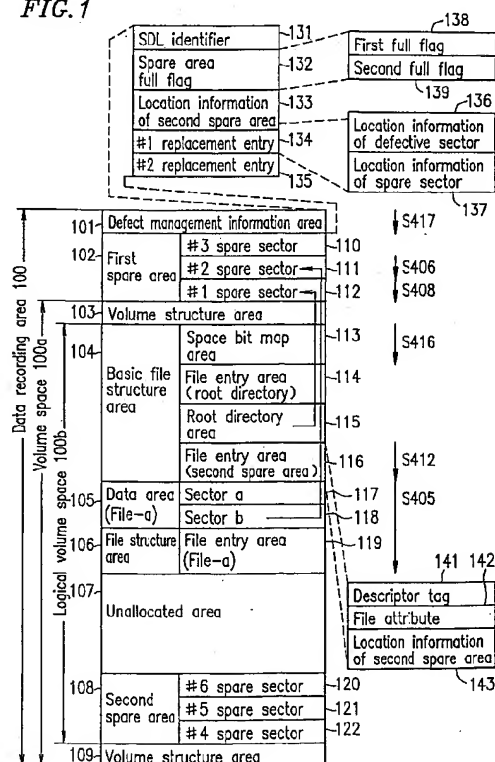 FIG. 1
138
131
SDL identifier
First full flag
132
Spare area
full flag
Second full flag
139
133
Location information
of second spare area
136
134
#1 replacement entry
Location information
of defective sector
#2 replacement entry
135
Location information
of spare sector
137
101
Defect management information area
S417
102
First
spare area
#3 spare sector
110
#2 spare sector
111
S406
#1 spare sector
112
S408
103
Volume structure area
104
Basic file
structure
area
Space bit map
area
113
S416
File entry area
(root directory)
114
Root directory
area
115
File entry area
(second spare area)
116
S412
105
Data area
(File-a)
Sector a
117
S405
Sector b
118
106
File structure
area
File entry area
(File-a)
119
107
Unallocated area
141
142
Descriptor tag
File attribute
Location information
of second spare area
143
108
Second
spare area
#6 spare sector
120
#5 spare sector
121
#4 spare sector
122
109
Volume structure area
Data recording area 100
Volume space 100a
Logical volume space 100b